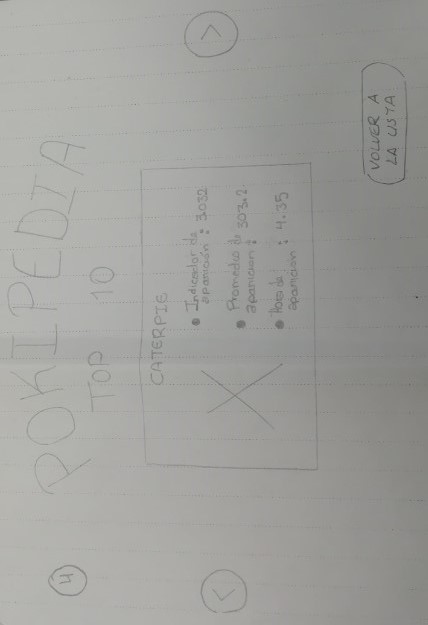 4
POKIPEDIA
TOP 10
CATERPIE
• Indicador de
aparición : 3.032
• Promedio de
aparición : 303.2
• Hora de
aparición : 4.35
<
>
VOLVER A
LA LISTA